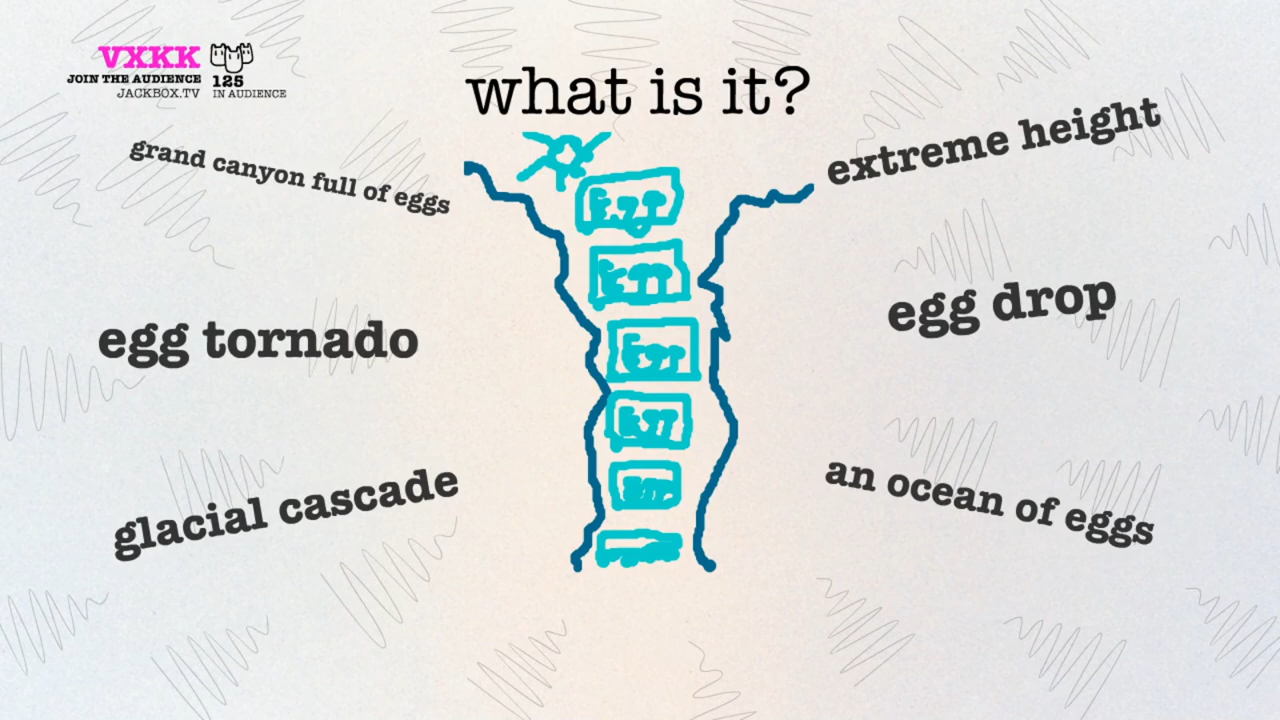 VXKK
JOIN THE AUDIENCE
JACKBOX.TV
125
IN AUDIENCE
what is it?
grand canyon full of eggs
extreme height
egg tornado
egg drop
glacial cascade
an ocean of eggs